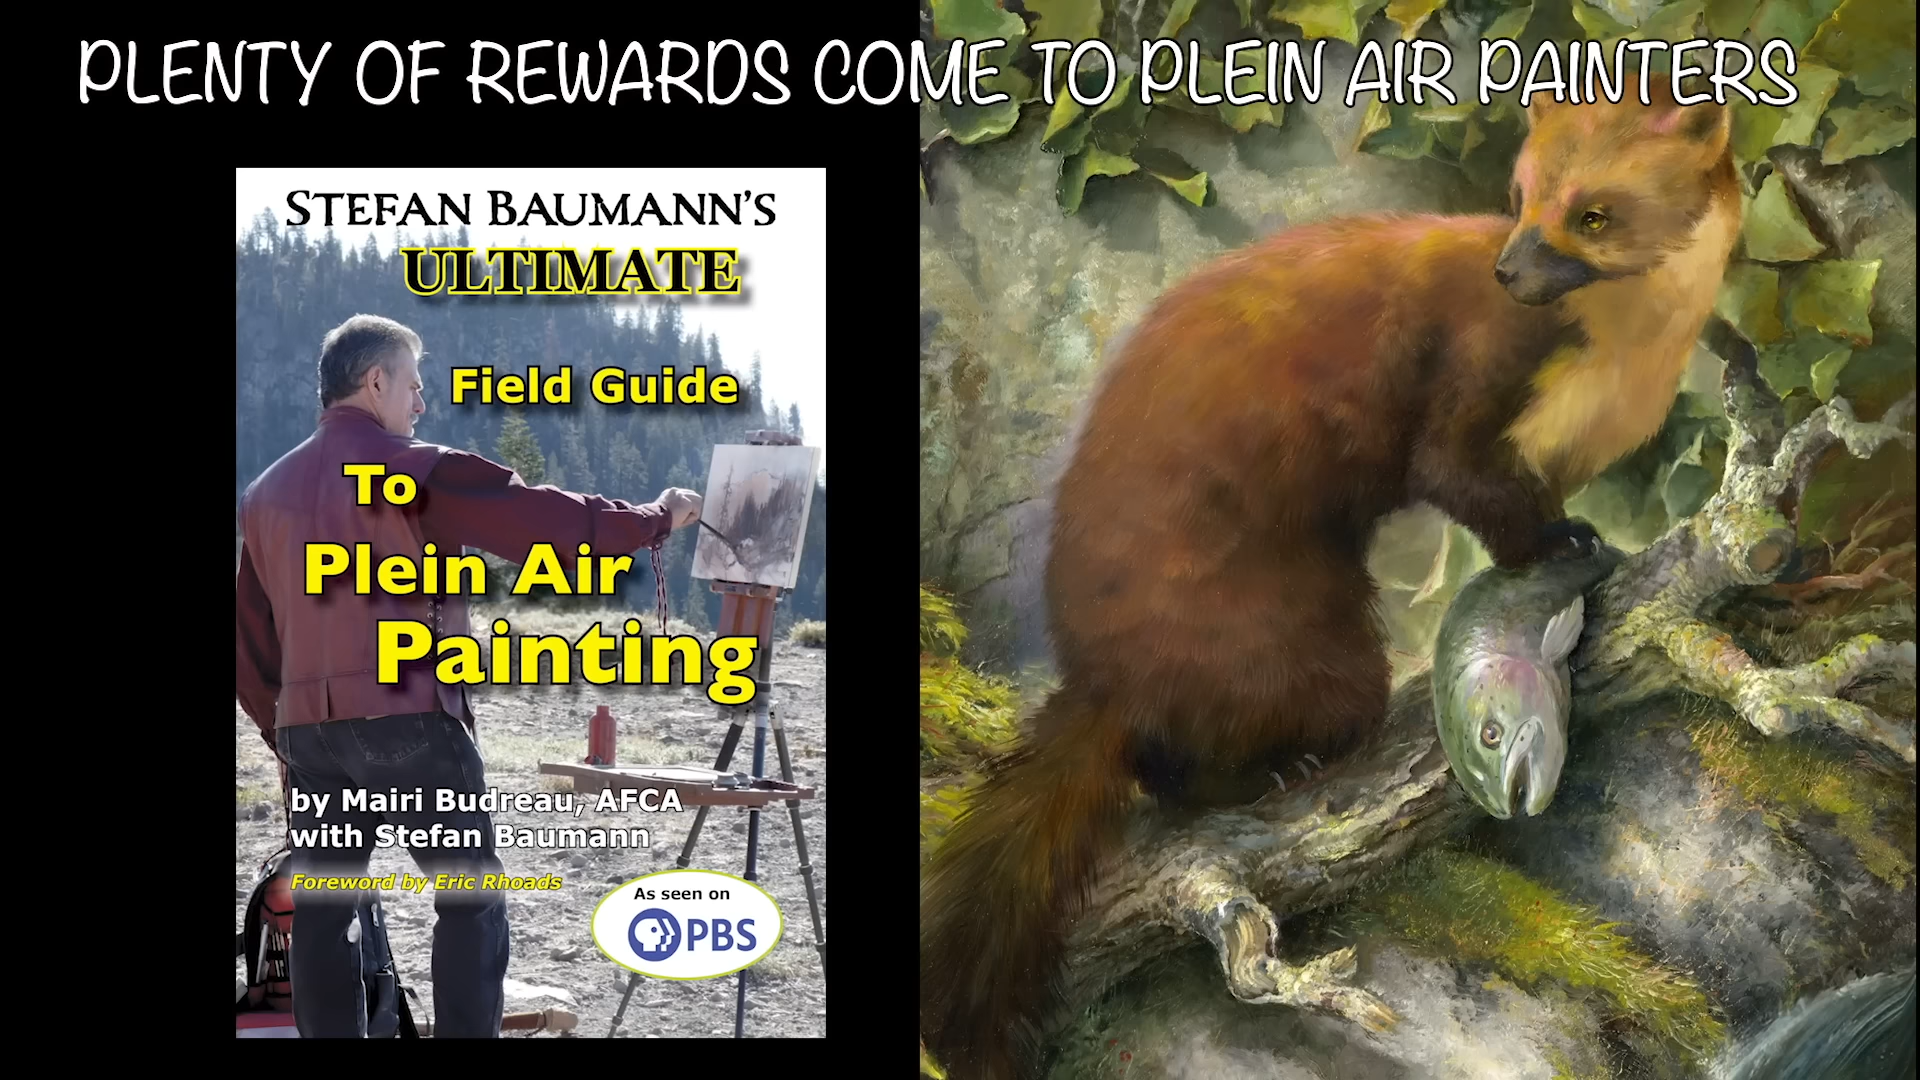 PLENTY OF REWARDS COME TO PLEIN AIR PAINTERS
STEFAN BAUMANN'S
ULTIMATE
Field Guide
To
Plein Air
Painting
by Mairi Budreau, AFCA
with Stefan Baumann
Foreword by Eric Rhoads
As seen on
PBS